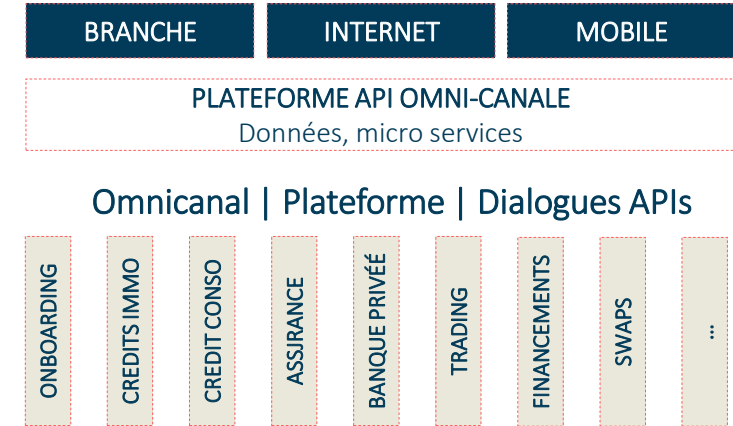 BRANCHE
INTERNET
MOBILE
PLATEFORME API OMNI-CANALE
Données, micro services
Omnicanal | Plateforme | Dialogues APIs
ONBOARDING
CREDITS IMMO
CREDIT CONSO
ASSJRANCE
BANQUE PRIVÉÉ
TRADING
FINANCEMENTS
SWAPS
...